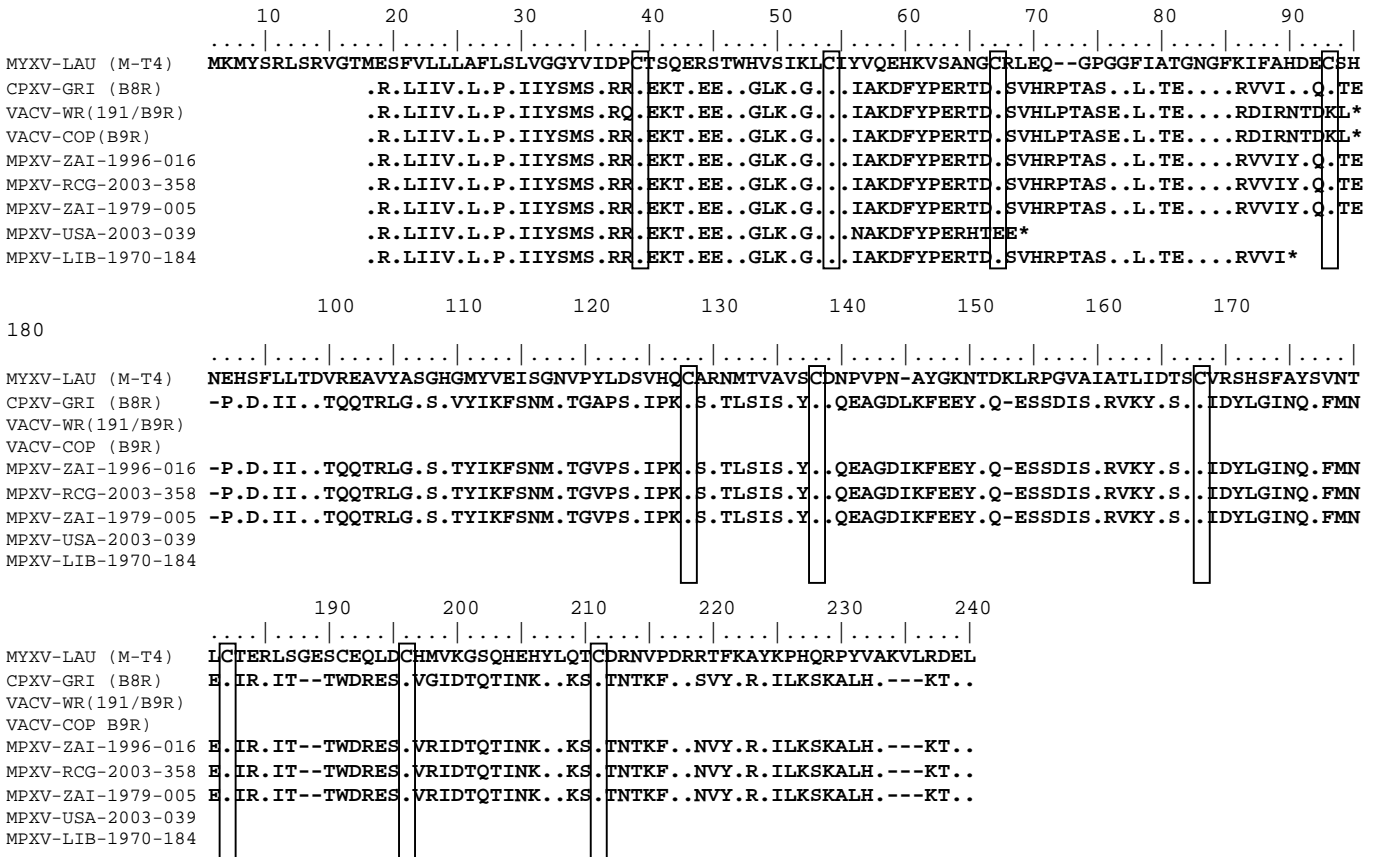 10 20 30 40 50 60 70 80 90
....|....|....|....|....|....|....|....|....|....|....|....|....|....|....|....|....|....|
MYXV-LAU (M-T4) MKMYSRLSRVGTMESFVLLLAFLSLVGGYVIDPCTSQERSTWHVSIKLCIYVQEHKVSANGCRLEQ--GPGGFIATGNGFKIFAHDECSH
CPXV-GRI (B8R) .R.LIIV.L.P.IIYSMS.RR.EKT.EE..GLK.G...IAKDFYPERTD.SVHRPTAS..L.TE....RVVI..Q.TE
VACV-WR(191/B9R) .R.LIIV.L.P.IIYSMS.RQ.EKT.EE..GLK.G...IAKDFYPERTD.SVHLPTASE.L.TE....RDIRNTDKL*
VACV-COP(B9R) .R.LIIV.L.P.IIYSMS.RR.EKT.EE..GLK.G...IAKDFYPERTD.SVHLPTASE.L.TE....RDIRNTDKL*
MPXV-ZAI-1996-016 .R.LIIV.L.P.IIYSMS.RR.EKT.EE..GLK.G...IAKDFYPERTD.SVHRPTAS..L.TE....RVVIY.Q.TE
MPXV-RCG-2003-358 .R.LIIV.L.P.IIYSMS.RR.EKT.EE..GLK.G...IAKDFYPERTD.SVHRPTAS..L.TE....RVVIY.Q.TE
MPXV-ZAI-1979-005 .R.LIIV.L.P.IIYSMS.RR.EKT.EE..GLK.G...IAKDFYPERTD.SVHRPTAS..L.TE....RVVIY.Q.TE
MPXV-USA-2003-039 .R.LIIV.L.P.IIYSMS.RR.EKT.EE..GLK.G...NAKDFYPERHTEE*
MPXV-LIB-1970-184 .R.LIIV.L.P.IIYSMS.RR.EKT.EE..GLK.G...IAKDFYPERTD.SVHRPTAS..L.TE....RVVI*
100 110 120 130 140 150 160 170
180
....|....|....|....|....|....|....|....|....|....|....|....|....|....|....|....|....|....|
MYXV-LAU (M-T4) NEHSFLLTDVREAVYASGHGMYVEISGNVPYLDSVHQCARNMTVAVSCDNPVPN-AYGKNTDKLRPGVAIATLIDTSCVRSHSFAYSVNT
CPXV-GRI (B8R) -P.D.II..TQQTRLG.S.VYIKFSNM.TGAPS.IPK.S.TLSIS.Y..QEAGDLKFEEY.Q-ESSDIS.RVKY.S..IDYLGINQ.FMN
VACV-WR(191/B9R)
VACV-COP (B9R)
MPXV-ZAI-1996-016 -P.D.II..TQQTRLG.S.TYIKFSNM.TGVPS.IPK.S.TLSIS.Y..QEAGDIKFEEY.Q-ESSDIS.RVKY.S..IDYLGINQ.FMN
MPXV-RCG-2003-358 -P.D.II..TQQTRLG.S.TYIKFSNM.TGVPS.IPK.S.TLSIS.Y..QEAGDIKFEEY.Q-ESSDIS.RVKY.S..IDYLGINQ.FMN
MPXV-ZAI-1979-005 -P.D.II..TQQTRLG.S.TYIKFSNM.TGVPS.IPK.S.TLSIS.Y..QEAGDIKFEEY.Q-ESSDIS.RVKY.S..IDYLGINQ.FMN
MPXV-USA-2003-039
MPXV-LIB-1970-184
190 200 210 220 230 240
....|....|....|....|....|....|....|....|....|....|....|....|
MYXV-LAU (M-T4) LCTERLSGESCEQLDCHMVKGSQHEHYLQTCDRNVPDRRTFKAYKPHQRPYVAKVLRDEL
CPXV-GRI (B8R) E.IR.IT--TWDRES.VGIDTQTINK..KS.TNTKF..SVY.R.ILKSKALH.---KT..
VACV-WR(191/B9R)
VACV-COP B9R)
MPXV-ZAI-1996-016 E.IR.IT--TWDRES.VRIDTQTINK..KS.TNTKF..NVY.R.ILKSKALH.---KT..
MPXV-RCG-2003-358 E.IR.IT--TWDRES.VRIDTQTINK..KS.TNTKF..NVY.R.ILKSKALH.---KT..
MPXV-ZAI-1979-005 E.IR.IT--TWDRES.VRIDTQTINK..KS.TNTKF..NVY.R.ILKSKALH.---KT..
MPXV-USA-2003-039
MPXV-LIB-1970-184